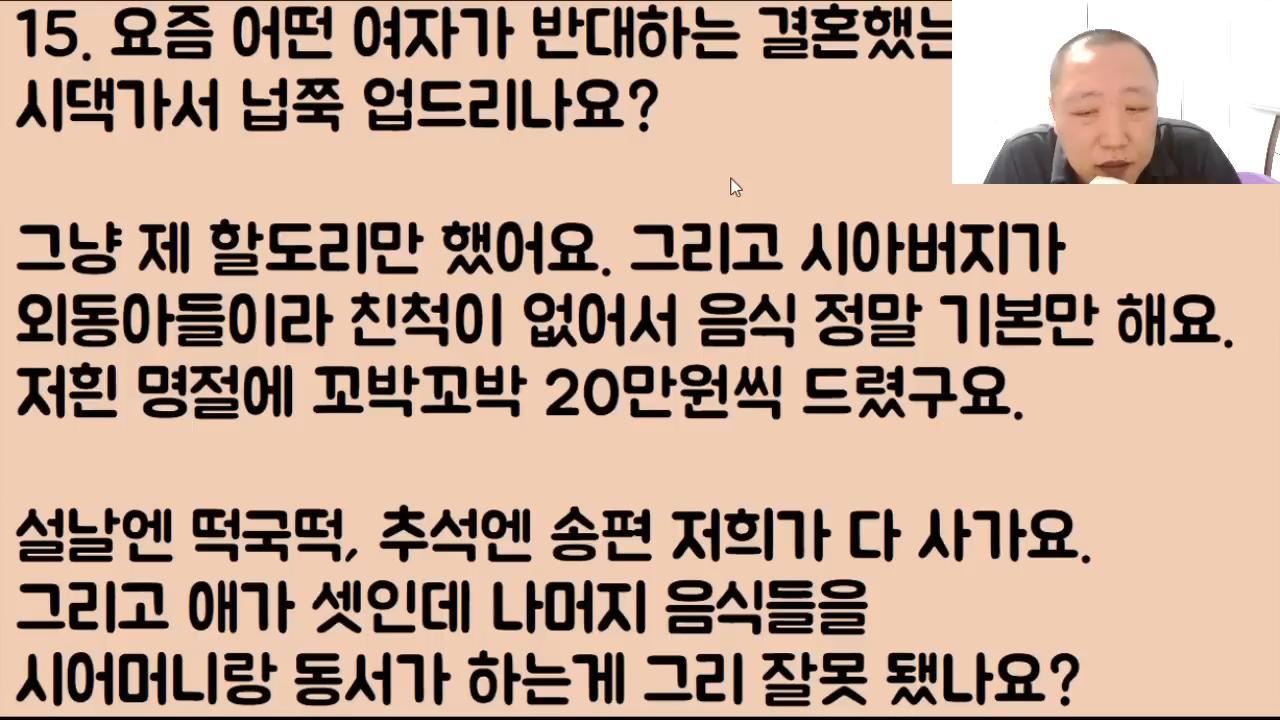 15. 요즘 어떤 여자가 반대하는 결혼했는
시댁가서 넙쭉 업드리나요?
그냥 제 할도리만 했어요. 그리고 시아버지가
외동아들이라 친척이 없어서 음식 정말 기본만 해요.
저흰 명절에 꼬박꼬박 20만원씩 드렸구요.
설날엔 떡국떡, 추석엔 송편 저희가 다 사가요.
그리고 애가 셋인데 나머지 음식들을
시어머니랑 동서가 하는게 그리 잘못 됐나요?